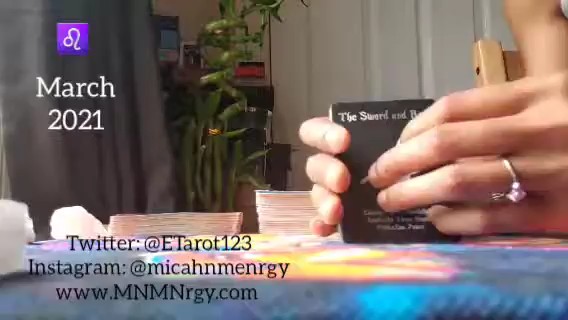 ♌
March
2021
The Sword and
Twitter: @ETarot123
Instagram: @micahnmenrgy
www.MNMNrgy.com